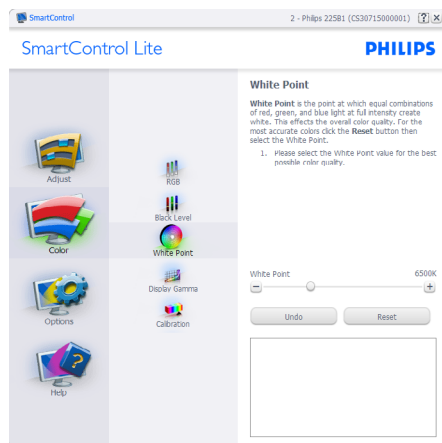 SmartControl
2 - Philips 225B1 (CS30715000001)
?
X
SmartControl Lite
PHILIPS
Adjust
Color
Options
Help
RGB
Black Level
White Point
Display Gamma
Calibration
White Point
White Point is the point at which equal combinations
of red, green, and blue light at full intensity create
white. This effects the overall color quality. For the
most accurate colors click the Reset button then
select the White Point.
1. Please select the White Point value for the best
possible color quality.
White Point
6500K
Undo
Reset